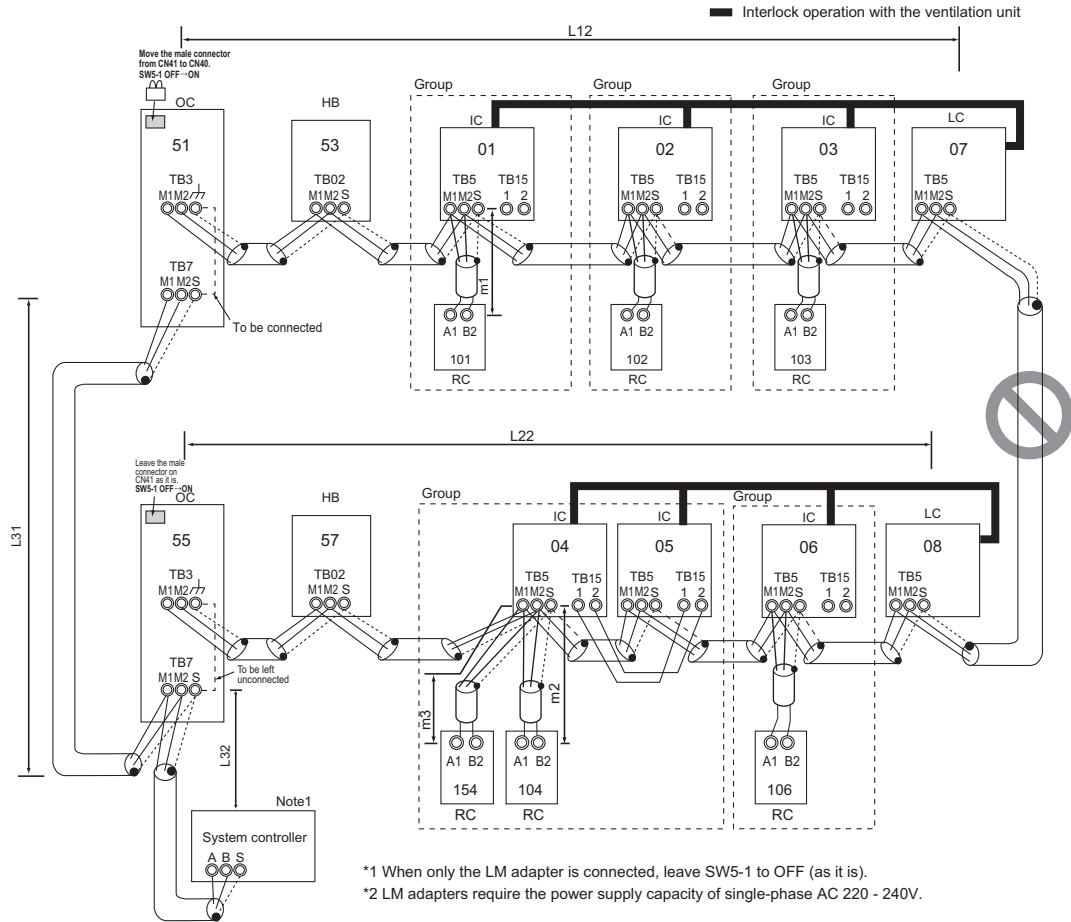 Interlock operation with the ventilation unit
L12
Move the male connector
from CN41 to CN40.
SW5-1 OFF→ON
OC
51
TB3
M1M2
TB7
M1 M2S
To be connected
HB
53
TB02
M1M2 S
Group
IC
01
TB5
M1M2S
TB15
1 2
m1
A1 B2
101
RC
Group
IC
02
TB5
M1M2S
TB15
1 2
A1 B2
102
RC
Group
IC
03
TB5
M1M2S
TB15
1 2
A1 B2
103
RC
LC
07
TB5
M1M2S
L31
L22
Leave the male
connector on
CN41 as it is.
SW5-1 OFF→ON
OC
55
TB3
M1M2
TB7
M1M2 S
To be left
unconnected
HB
57
TB02
M1M2 S
Group
IC
04
TB5
M1M2S
TB15
1 2
IC
05
TB5
M1M2S
TB15
1 2
m3
m2
A1 B2
154
RC
A1 B2
104
RC
Group
IC
06
TB5
M1M2S
TB15
1 2
A1 B2
106
RC
LC
08
TB5
M1M2S
L32
Note1
System controller
A B S
*1 When only the LM adapter is connected, leave SW5-1 to OFF (as it is).
*2 LM adapters require the power supply capacity of single-phase AC 220 - 240V.